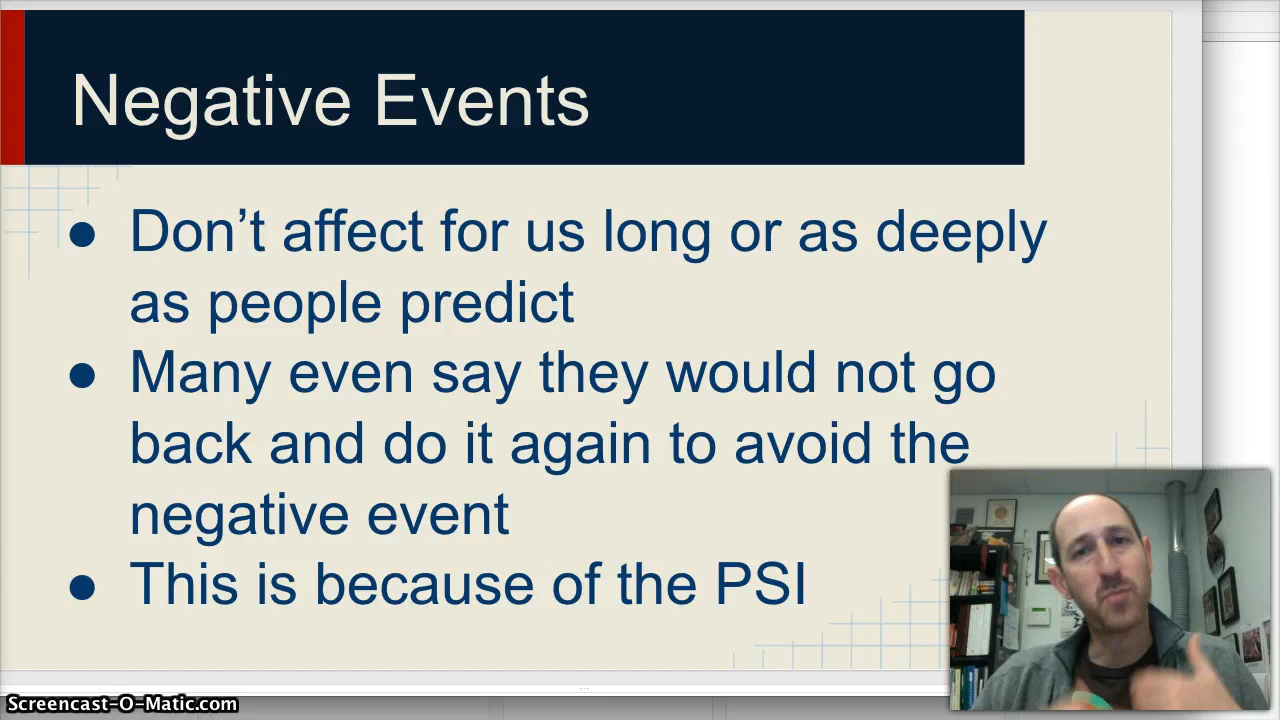 Negative Events
● Don’t affect for us long or as deeply
as people predict
● Many even say they would not go
back and do it again to avoid the
negative event
● This is because of the PSI
Screencast-O-Matic.com